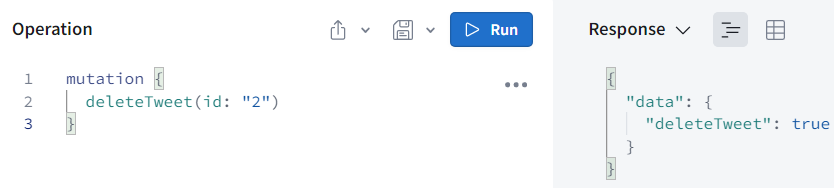 Operation
Run
1 mutation {
2 deleteTweet(id: "2")
3 }
Response
{
"data": {
"deleteTweet": true
}
}